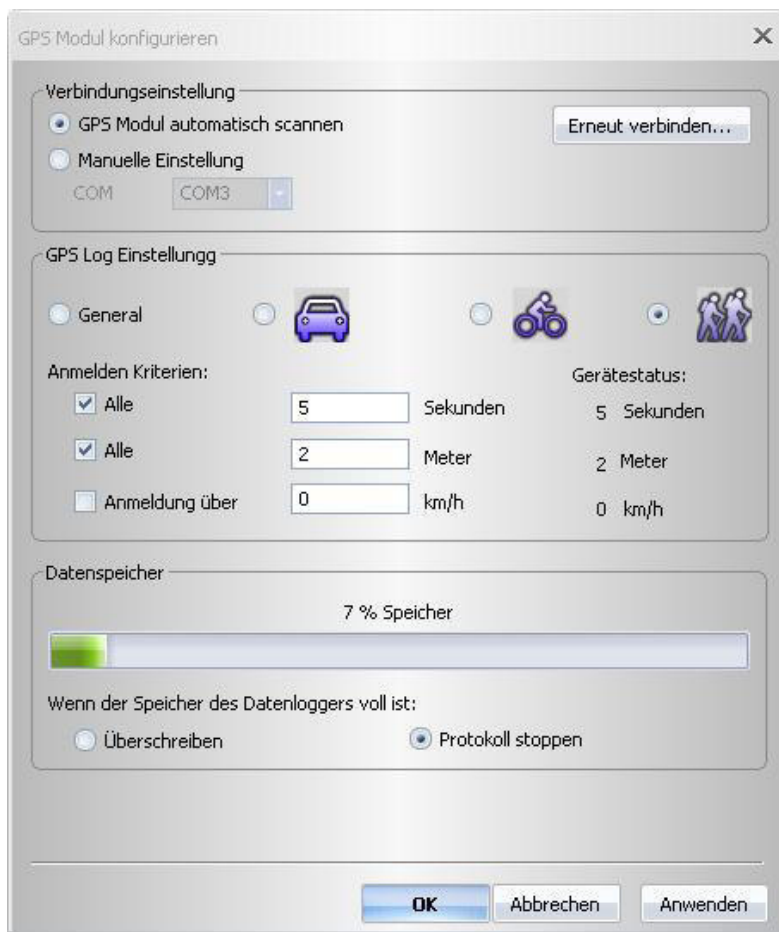 GPS Modul konfigurieren
Verbindungseinstellung
GPS Modul automatisch scannen
Erneut verbinden...
Manuelle Einstellung
COM COM3
GPS Log Einstellungg
General
Anmelden Kriterien:
Gerätestatus:
Alle 5 Sekunden 5 Sekunden
Alle 2 Meter 2 Meter
Anmeldung über 0 km/h 0 km/h
Datenspeicher
7 % Speicher
Wenn der Speicher des Datenloggers voll ist:
Überschreiben Protokoll stoppen
OK Abbrechen Anwenden